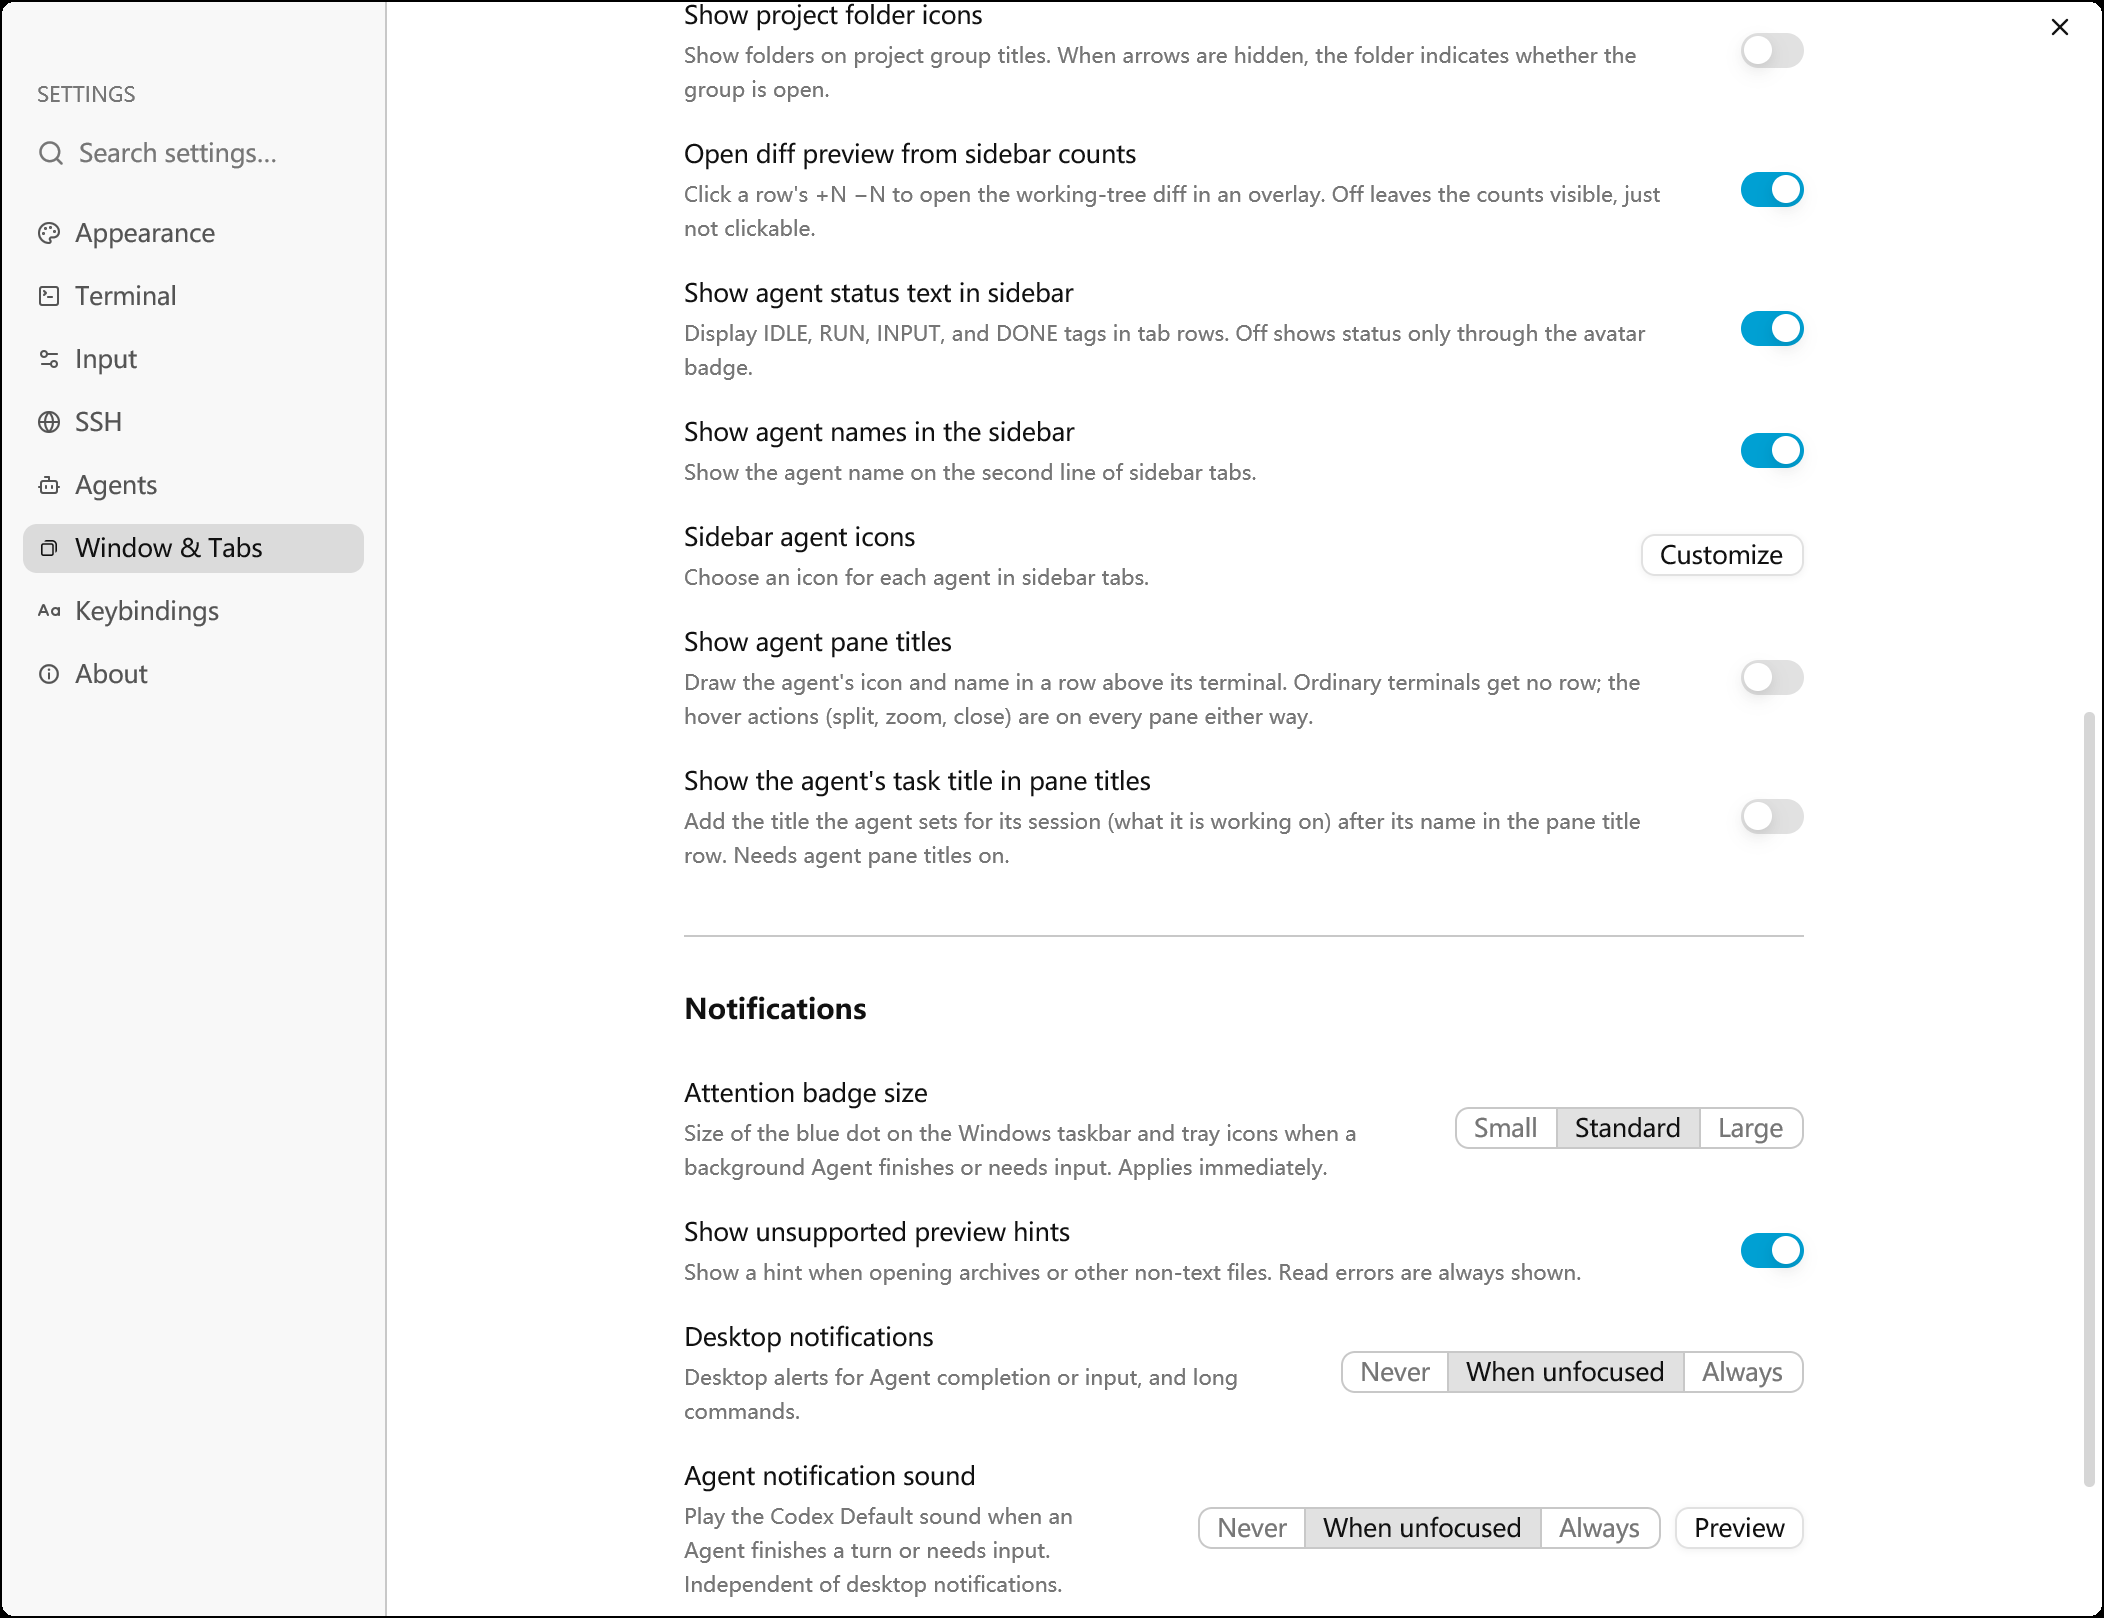 SETTINGS
Search settings...
Appearance
Terminal
Input
SSH
Agents
Window & Tabs
Aa Keybindings
About
Show project folder icons
Show folders on project group titles. When arrows are hidden, the folder indicates whether the
group is open.
Open diff preview from sidebar counts
Click a row's +N −N to open the working-tree diff in an overlay. Off leaves the counts visible, just
not clickable.
Show agent status text in sidebar
Display IDLE, RUN, INPUT, and DONE tags in tab rows. Off shows status only through the avatar
badge.
Show agent names in the sidebar
Show the agent name on the second line of sidebar tabs.
Sidebar agent icons
Customize
Choose an icon for each agent in sidebar tabs.
Show agent pane titles
Draw the agent's icon and name in a row above its terminal. Ordinary terminals get no row; the
hover actions (split, zoom, close) are on every pane either way.
Show the agent's task title in pane titles
Add the title the agent sets for its session (what it is working on) after its name in the pane title
row. Needs agent pane titles on.
Notifications
Attention badge size
Size of the blue dot on the Windows taskbar and tray icons when a
background Agent finishes or needs input. Applies immediately.
Small Standard Large
Show unsupported preview hints
Show a hint when opening archives or other non-text files. Read errors are always shown.
Desktop notifications
Desktop alerts for Agent completion or input, and long
commands.
Never When unfocused Always
Agent notification sound
Play the Codex Default sound when an
Agent finishes a turn or needs input.
Independent of desktop notifications.
Never When unfocused Always Preview